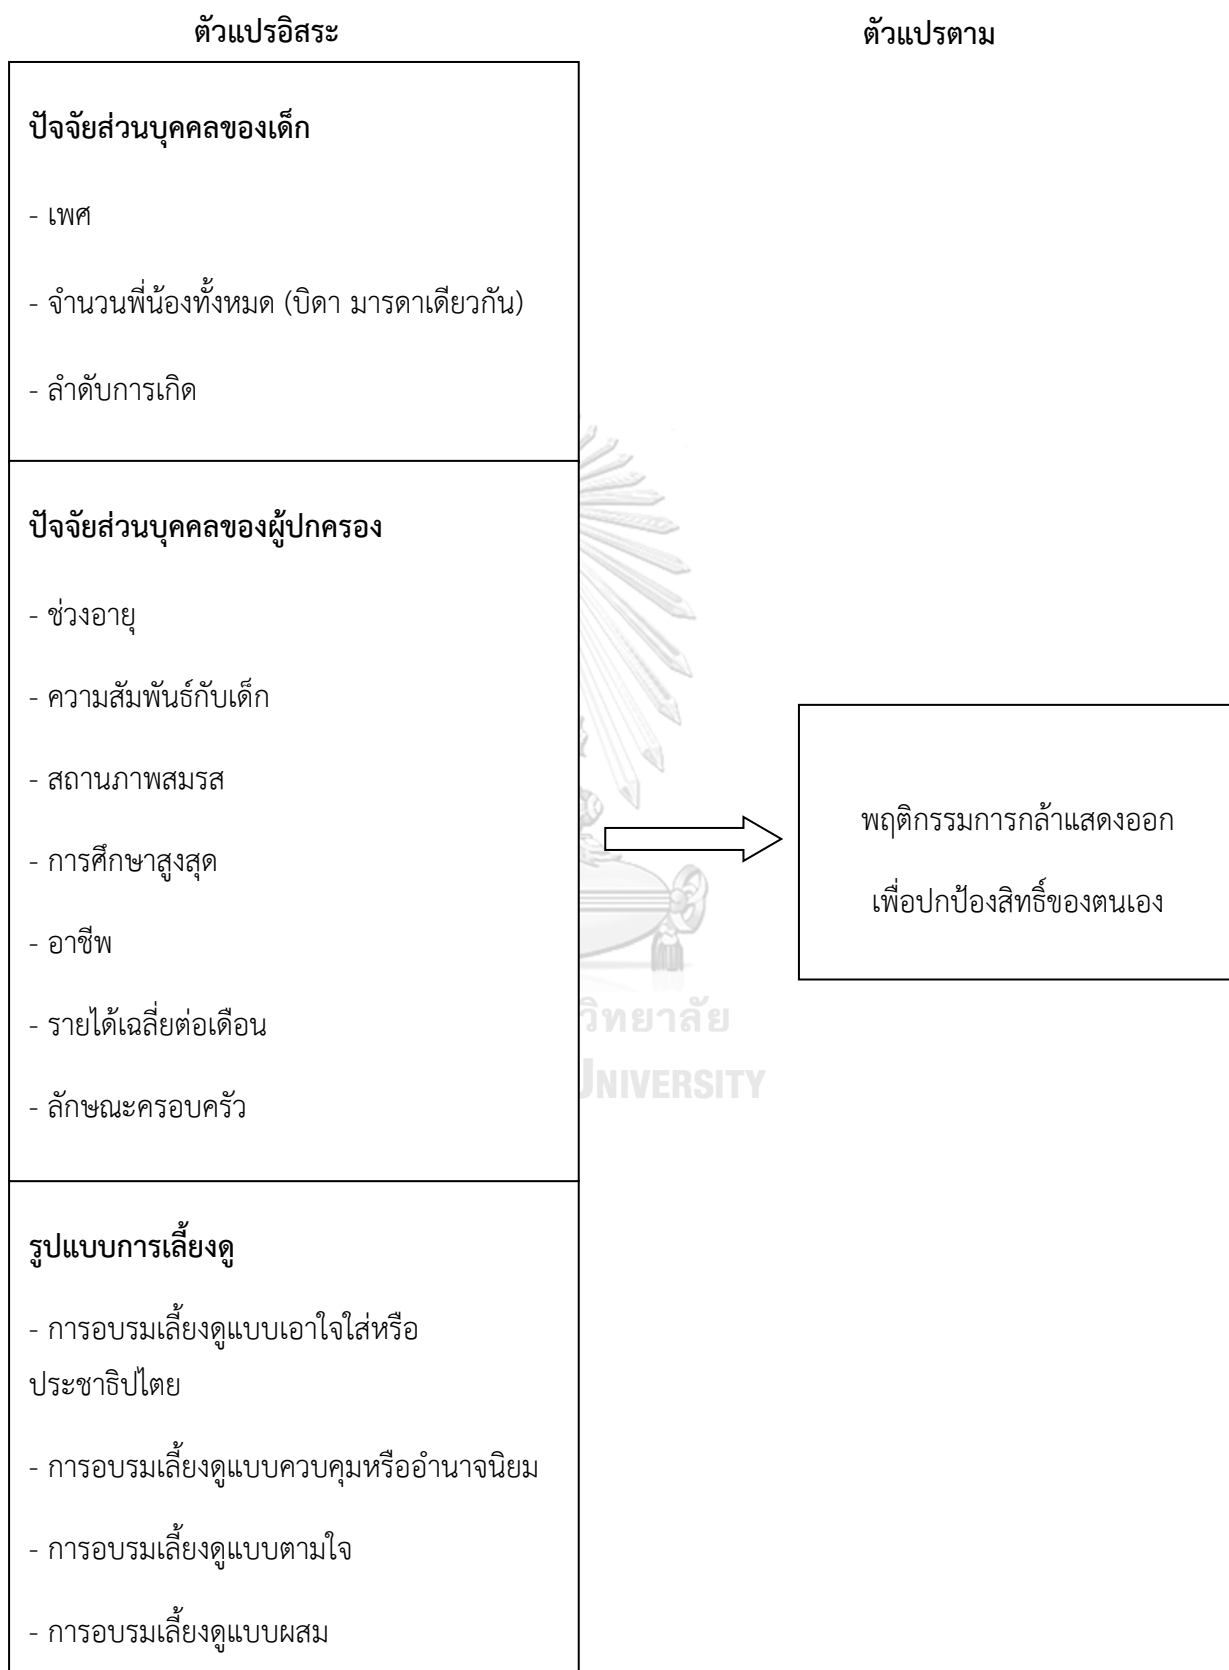 ตัวแปรอิสระ
ตัวแปรตาม
ปัจจัยส่วนบุคคลของเด็ก
- เพศ
- จำนวนพี่น้องทั้งหมด (บิดา มารดาเดียวกัน)
- ลำดับการเกิด
ปัจจัยส่วนบุคคลของผู้ปกครอง
- ช่วงอายุ
- ความสัมพันธ์กับเด็ก
- สถานภาพสมรส
- การศึกษาสูงสุด
- อาชีพ
- รายได้เฉลี่ยต่อเดือน
- ลักษณะครอบครัว
รูปแบบการเลี้ยงดู
- การอบรมเลี้ยงดูแบบเอาใจใส่หรือ
ประชาธิปไตย
- การอบรมเลี้ยงดูแบบควบคุมหรืออำนาจนิยม
- การอบรมเลี้ยงดูแบบตามใจ
- การอบรมเลี้ยงดูแบบผสม
พฤติกรรมการกล้าแสดงออก
เพื่อปกป้องสิทธิ์ของตนเอง
วิทยาลัย
UNIVERSITY